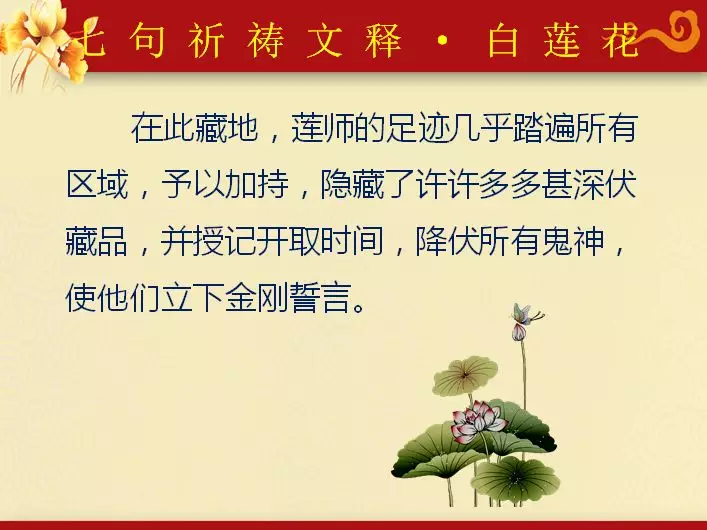 七句祈祷文释·白莲花
在此藏地，莲师的足迹几乎踏遍所有
区域，予以加持，隐藏了许许多多甚深伏
藏品，并授记开取时间，降伏所有鬼神，
使他们立下金刚誓言。